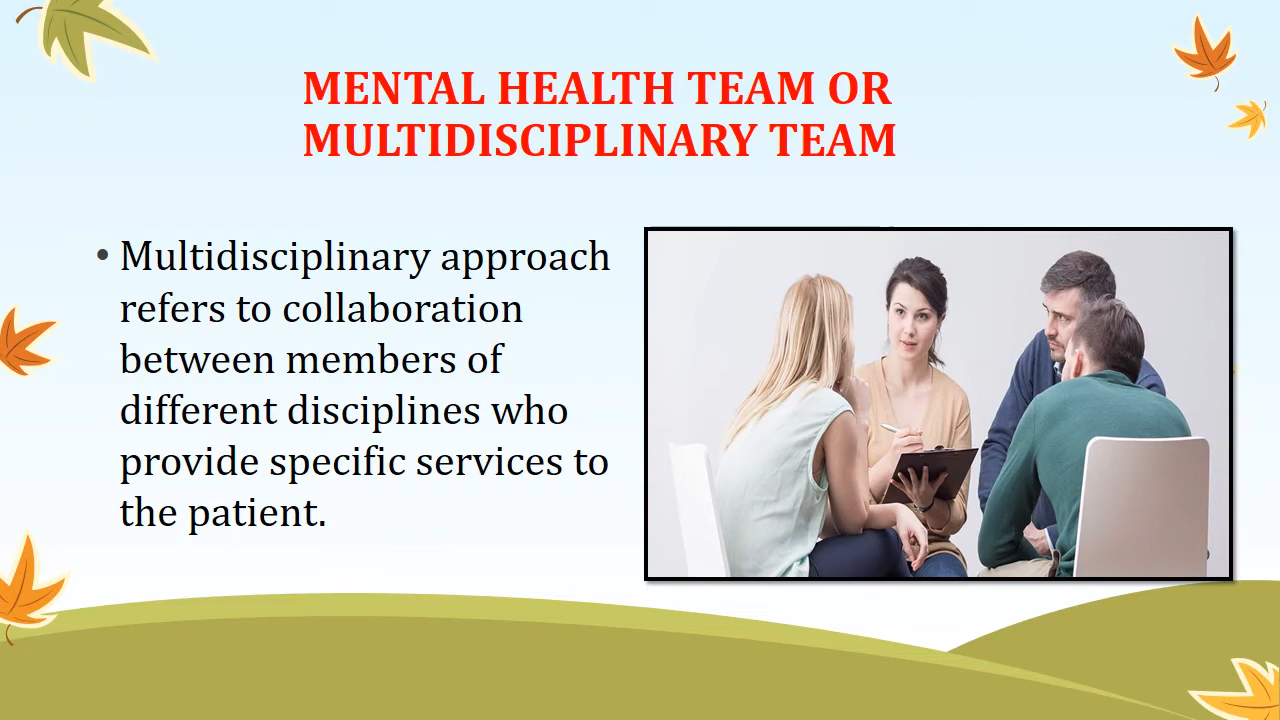 MENTAL HEALTH TEAM OR
MULTIDISCIPLINARY TEAM
• Multidisciplinary approach
refers to collaboration
between members of
different disciplines who
provide specific services to
the patient.